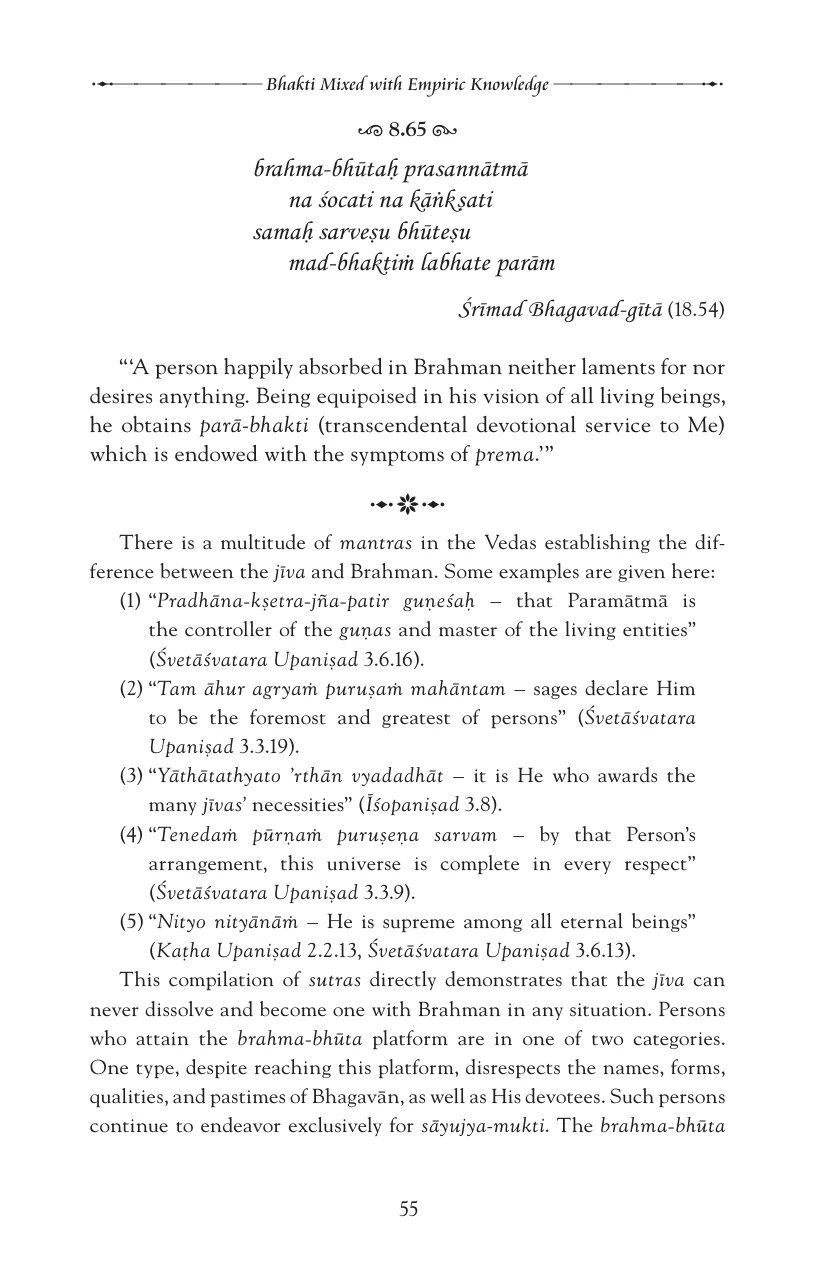 Bhakti Mixed with Empiric Knowledge
8.65
brahma-bhūtaḥ prasannātmā
na śocati na kāṅkṣati
samaḥ sarveṣu bhūteṣu
mad-bhaktiṁ labhate parām
Śrīmad Bhagavad-gītā (18.54)
“‘A person happily absorbed in Brahman neither laments for nor
desires anything. Being equipoised in his vision of all living beings,
he obtains parā-bhakti (transcendental devotional service to Me)
which is endowed with the symptoms of prema.’”
There is a multitude of mantras in the Vedas establishing the dif-
ference between the jīva and Brahman. Some examples are given here:
(1) “Pradhāna-kṣetra-jña-patir guṇeśaḥ – that Paramātmā is
the controller of the guṇas and master of the living entities”
(Śvetāśvatara Upaniṣad 3.6.16).
(2) “Tam āhur agryaṁ puruṣaṁ mahāntam – sages declare Him
to be the foremost and greatest of persons” (Śvetāśvatara
Upaniṣad 3.3.19).
(3) “Yāthātathyato ’rthān vyadadhāt – it is He who awards the
many jīvas’ necessities” (Īśopaniṣad 3.8).
(4) “Tenedaṁ pūrṇaṁ puruṣeṇa sarvam – by that Person’s
arrangement, this universe is complete in every respect”
(Śvetāśvatara Upaniṣad 3.3.9).
(5) “Nityo nityānāṁ – He is supreme among all eternal beings”
(Kaṭha Upaniṣad 2.2.13, Śvetāśvatara Upaniṣad 3.6.13).
This compilation of sutras directly demonstrates that the jīva can
never dissolve and become one with Brahman in any situation. Persons
who attain the brahma-bhūta platform are in one of two categories.
One type, despite reaching this platform, disrespects the names, forms,
qualities, and pastimes of Bhagavān, as well as His devotees. Such persons
continue to endeavor exclusively for sāyujya-mukti. The brahma-bhūta
55